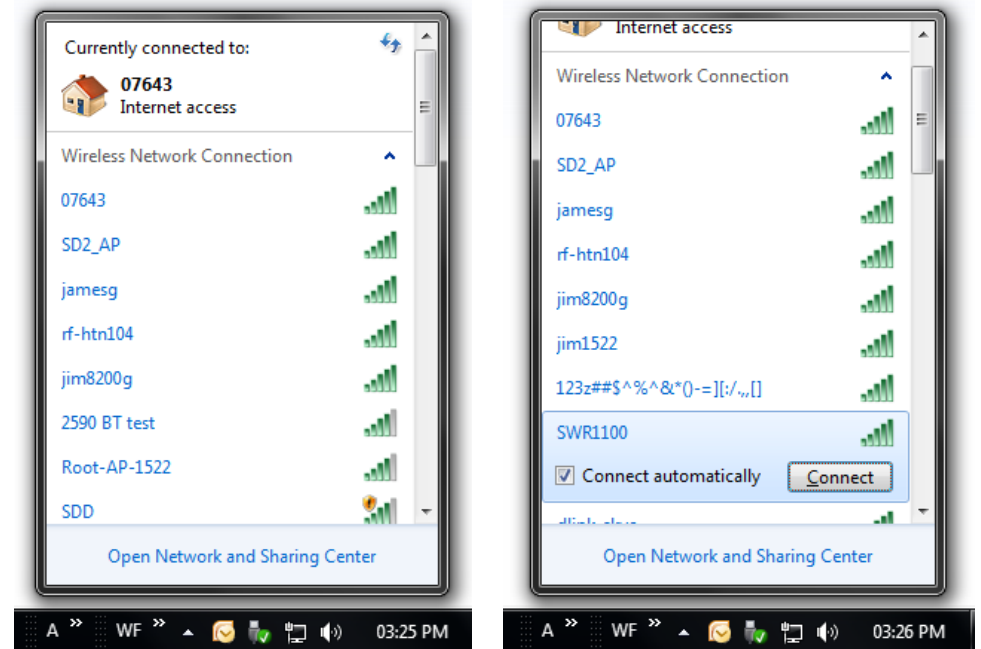 Currently connected to:
07643
Internet access
Wireless Network Connection
07643
SD2_AP
jamesg
rf-htn104
jim8200g
2590 BT test
Root-AP-1522
SDD
Open Network and Sharing Center
A » WF » 03:25 PM
Internet access
Wireless Network Connection
07643
SD2_AP
jamesg
rf-htn104
jim8200g
jim1522
123z##$^%^&*()-=][:/.,,[]
SWR1100
Connect automatically Connect
Open Network and Sharing Center
A » WF » 03:26 PM